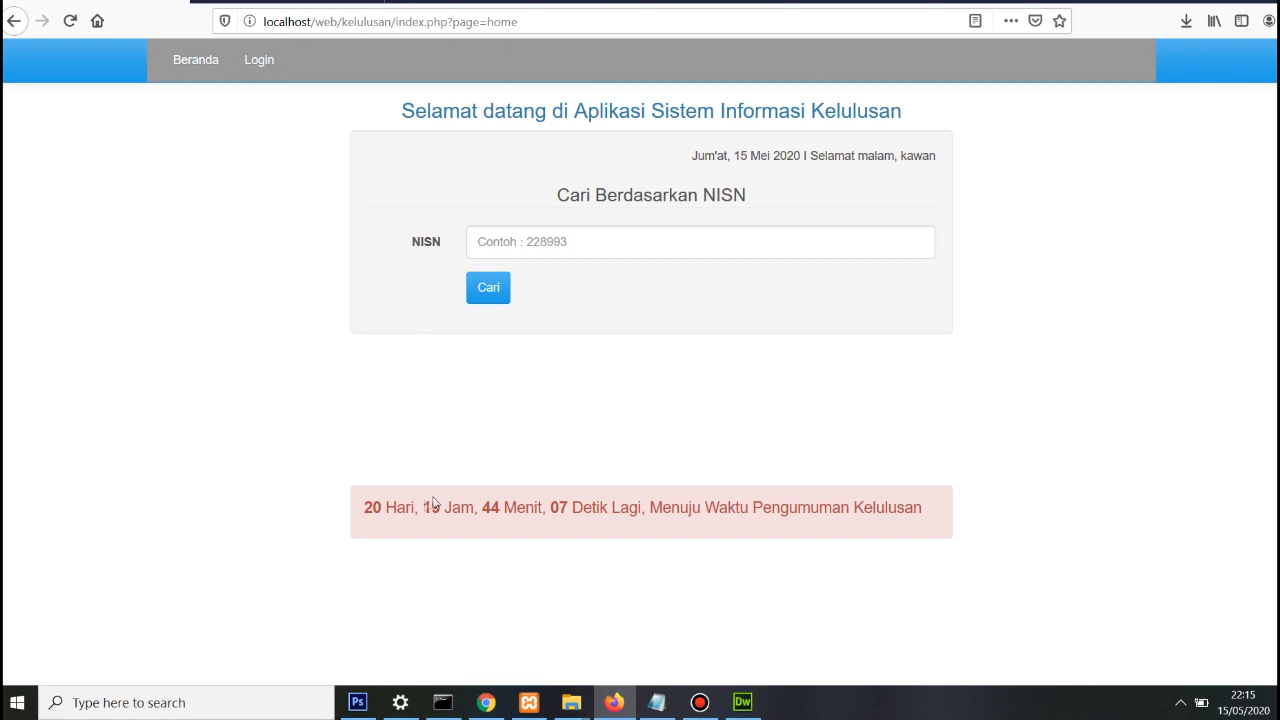 localhost/web/kelulusan/index.php?page=home
Beranda Login
Selamat datang di Aplikasi Sistem Informasi Kelulusan
Jum'at, 15 Mei 2020 I Selamat malam, kawan
Cari Berdasarkan NISN
NISN Contoh : 228993
Cari
20 Hari, Jam, 44 Menit, 07 Detik Lagi, Menuju Waktu Pengumuman Kelulusan
Type here to search Ps Dw 22:15
15/05/2020